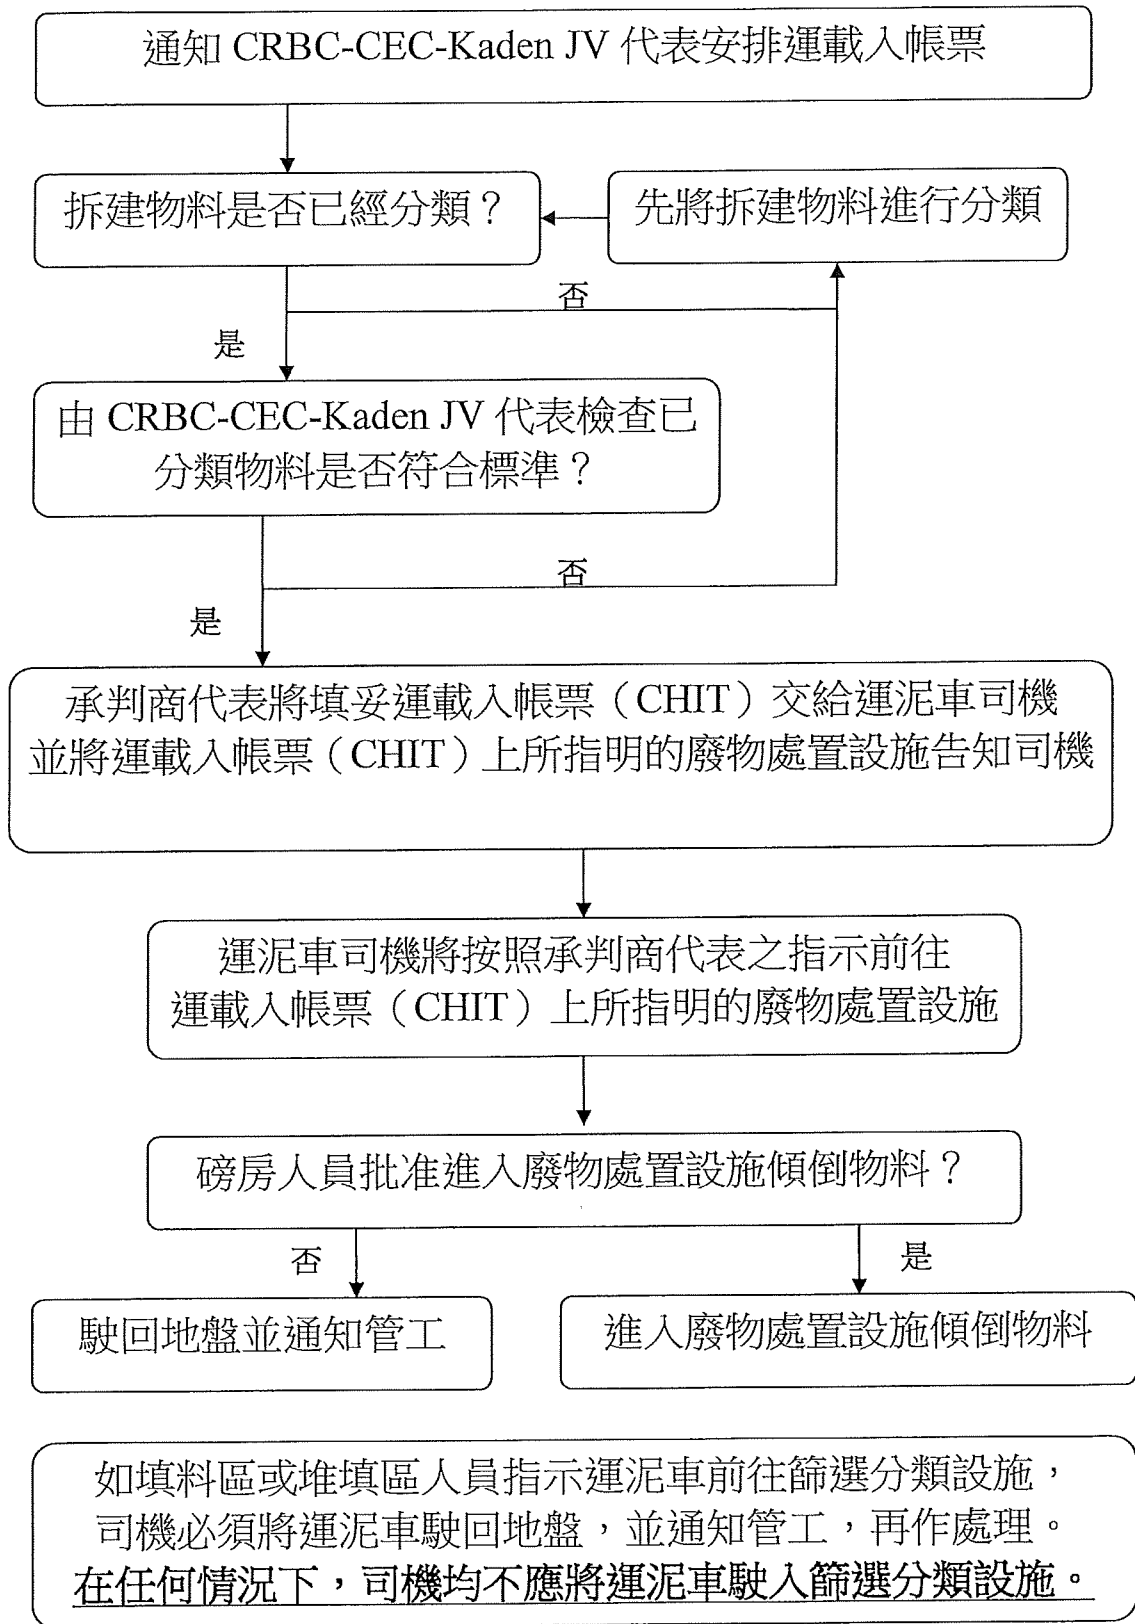 通知 CRBC-CEC-Kaden JV 代表安排運載入帳票
拆建物料是否已經分類？
先將拆建物料進行分類
否
是
由 CRBC-CEC-Kaden JV 代表檢查已
分類物料是否符合標準？
否
是
承判商代表將填妥運載入帳票（CHIT）交給運泥車司機
並將運載入帳票（CHIT）上所指明的廢物處置設施告知司機
運泥車司機將按照承判商代表之指示前往
運載入帳票（CHIT）上所指明的廢物處置設施
磅房人員批准進入廢物處置設施傾倒物料？
否
是
駛回地盤並通知管工
進入廢物處置設施傾倒物料
如填料區或堆填區人員指示運泥車前往篩選分類設施，
司機必須將運泥車駛回地盤，並通知管工，再作處理。
在任何情況下，司機均不應將運泥車駛入篩選分類設施。